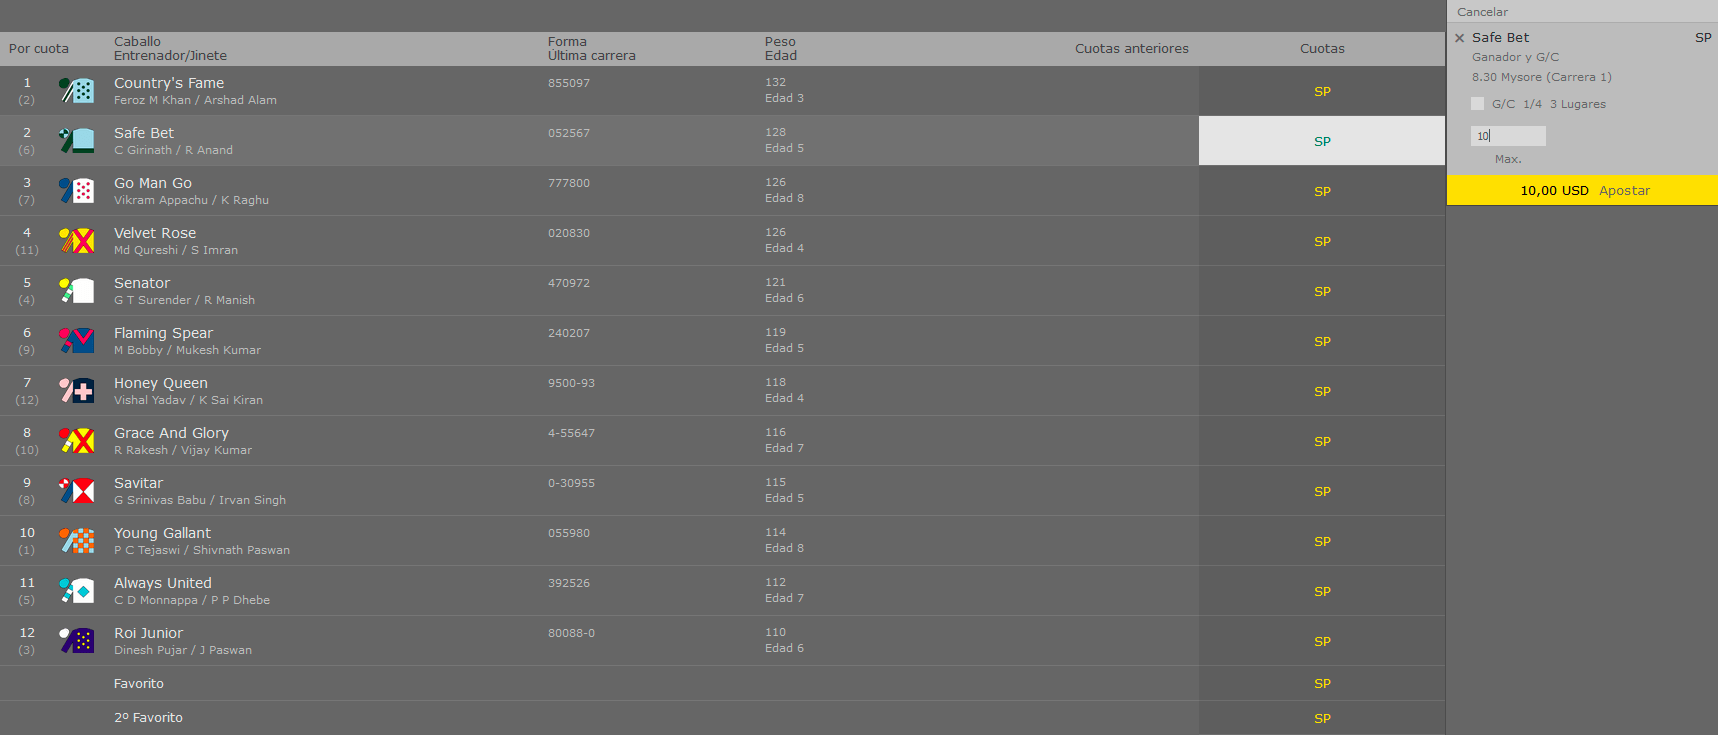 Cancelar
Por cuota
Caballo
Entrenador/Jinete
Forma
Última carrera
Peso
Edad
Cuotas anteriores
Cuotas
1
(2)
Country's Fame
Feroz M Khan / Arshad Alam
855097
132
Edad 3
SP
2
(6)
Safe Bet
C Girinath / R Anand
052567
128
Edad 5
SP
3
(7)
Go Man Go
Vikram Appachu / K Raghu
777800
126
Edad 8
SP
4
(11)
Velvet Rose
Md Qureshi / S Imran
020830
126
Edad 4
SP
5
(4)
Senator
G T Surender / R Manish
470972
121
Edad 6
SP
6
(9)
Flaming Spear
M Bobby / Mukesh Kumar
240207
119
Edad 5
SP
7
(12)
Honey Queen
Vishal Yadav / K Sai Kiran
9500-93
118
Edad 4
SP
8
(10)
Grace And Glory
R Rakesh / Vijay Kumar
4-55647
116
Edad 7
SP
9
(8)
Savitar
G Srinivas Babu / Irvan Singh
0-30955
115
Edad 5
SP
10
(1)
Young Gallant
P C Tejaswi / Shivnath Paswan
055980
114
Edad 8
SP
11
(5)
Always United
C D Monnappa / P P Dhebe
392526
112
Edad 7
SP
12
(3)
Roi Junior
Dinesh Pujar / J Paswan
80088-0
110
Edad 6
SP
Favorito
SP
2º Favorito
SP
Safe Bet SP
Ganador y G/C
8.30 Mysore (Carrera 1)
G/C 1/4 3 Lugares
10
Max.
10,00 USD Apostar